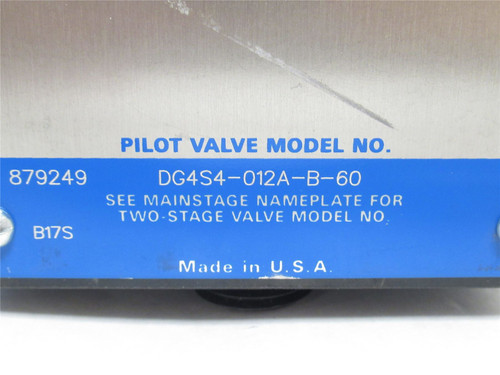 PILOT VALVE MODEL NO.
879249 DG4S4-012A-B-60
SEE MAINSTAGE NAMEPLATE FOR
TWO-STAGE VALVE MODEL NO.
B17S
Made in U.S.A.